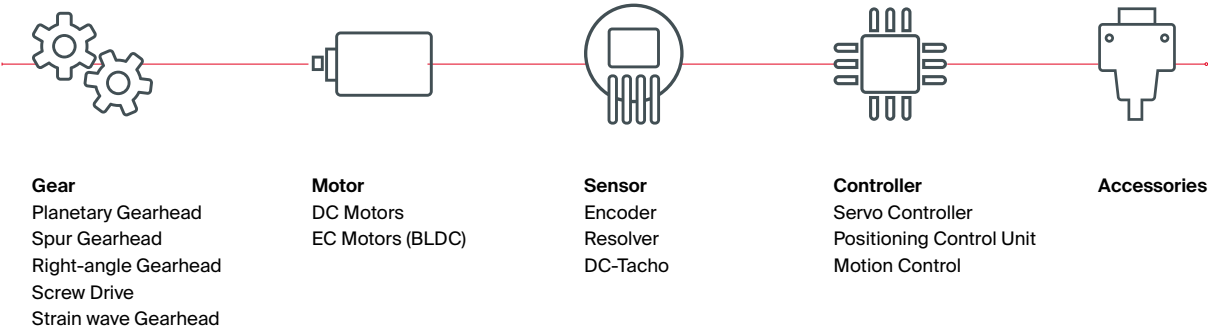 Gear
Planetary Gearhead
Spur Gearhead
Right-angle Gearhead
Screw Drive
Strain wave Gearhead
Motor
DC Motors
EC Motors (BLDC)
Sensor
Encoder
Resolver
DC-Tacho
Controller
Servo Controller
Positioning Control Unit
Motion Control
Accessories